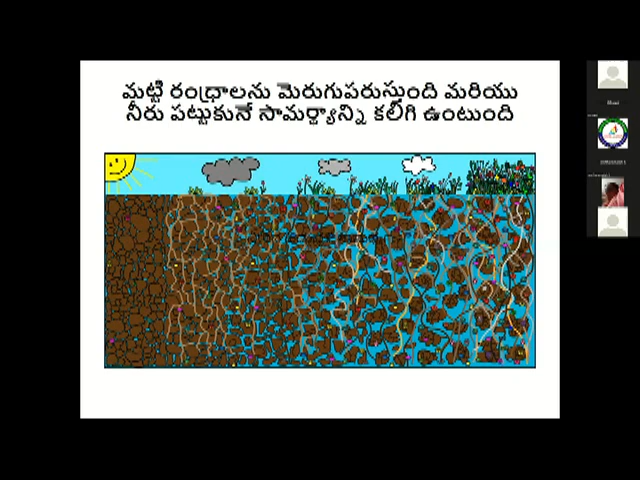 మట్టి రంధ్రాలను మెరుగుపరుస్తుంది మరియు
నీరు పట్టుకునే సామర్థ్యాన్ని కలిగి ఉంటుంది